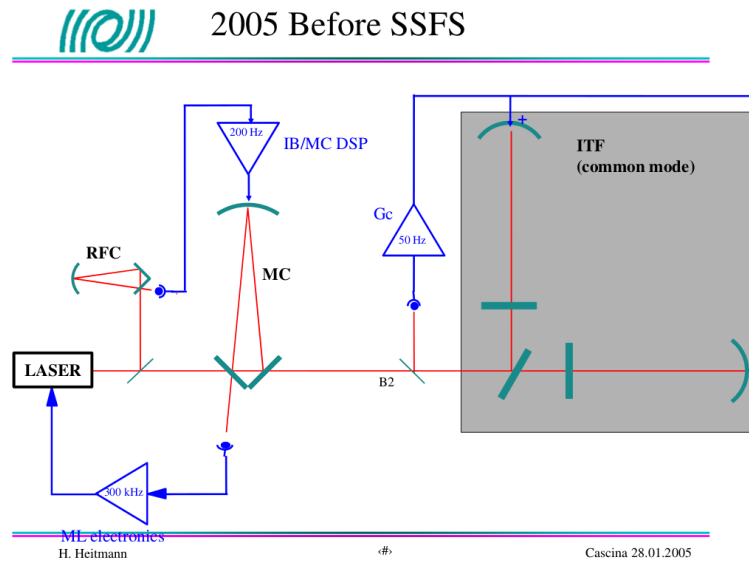 2005 Before SSFS
200 Hz
IB/MC DSP
+
ITF
(common mode)
Gc
50 Hz
RFC
MC
LASER
B2
300 kHz
ML electronics
H. Heitmann
‹#›
Cascina 28.01.2005